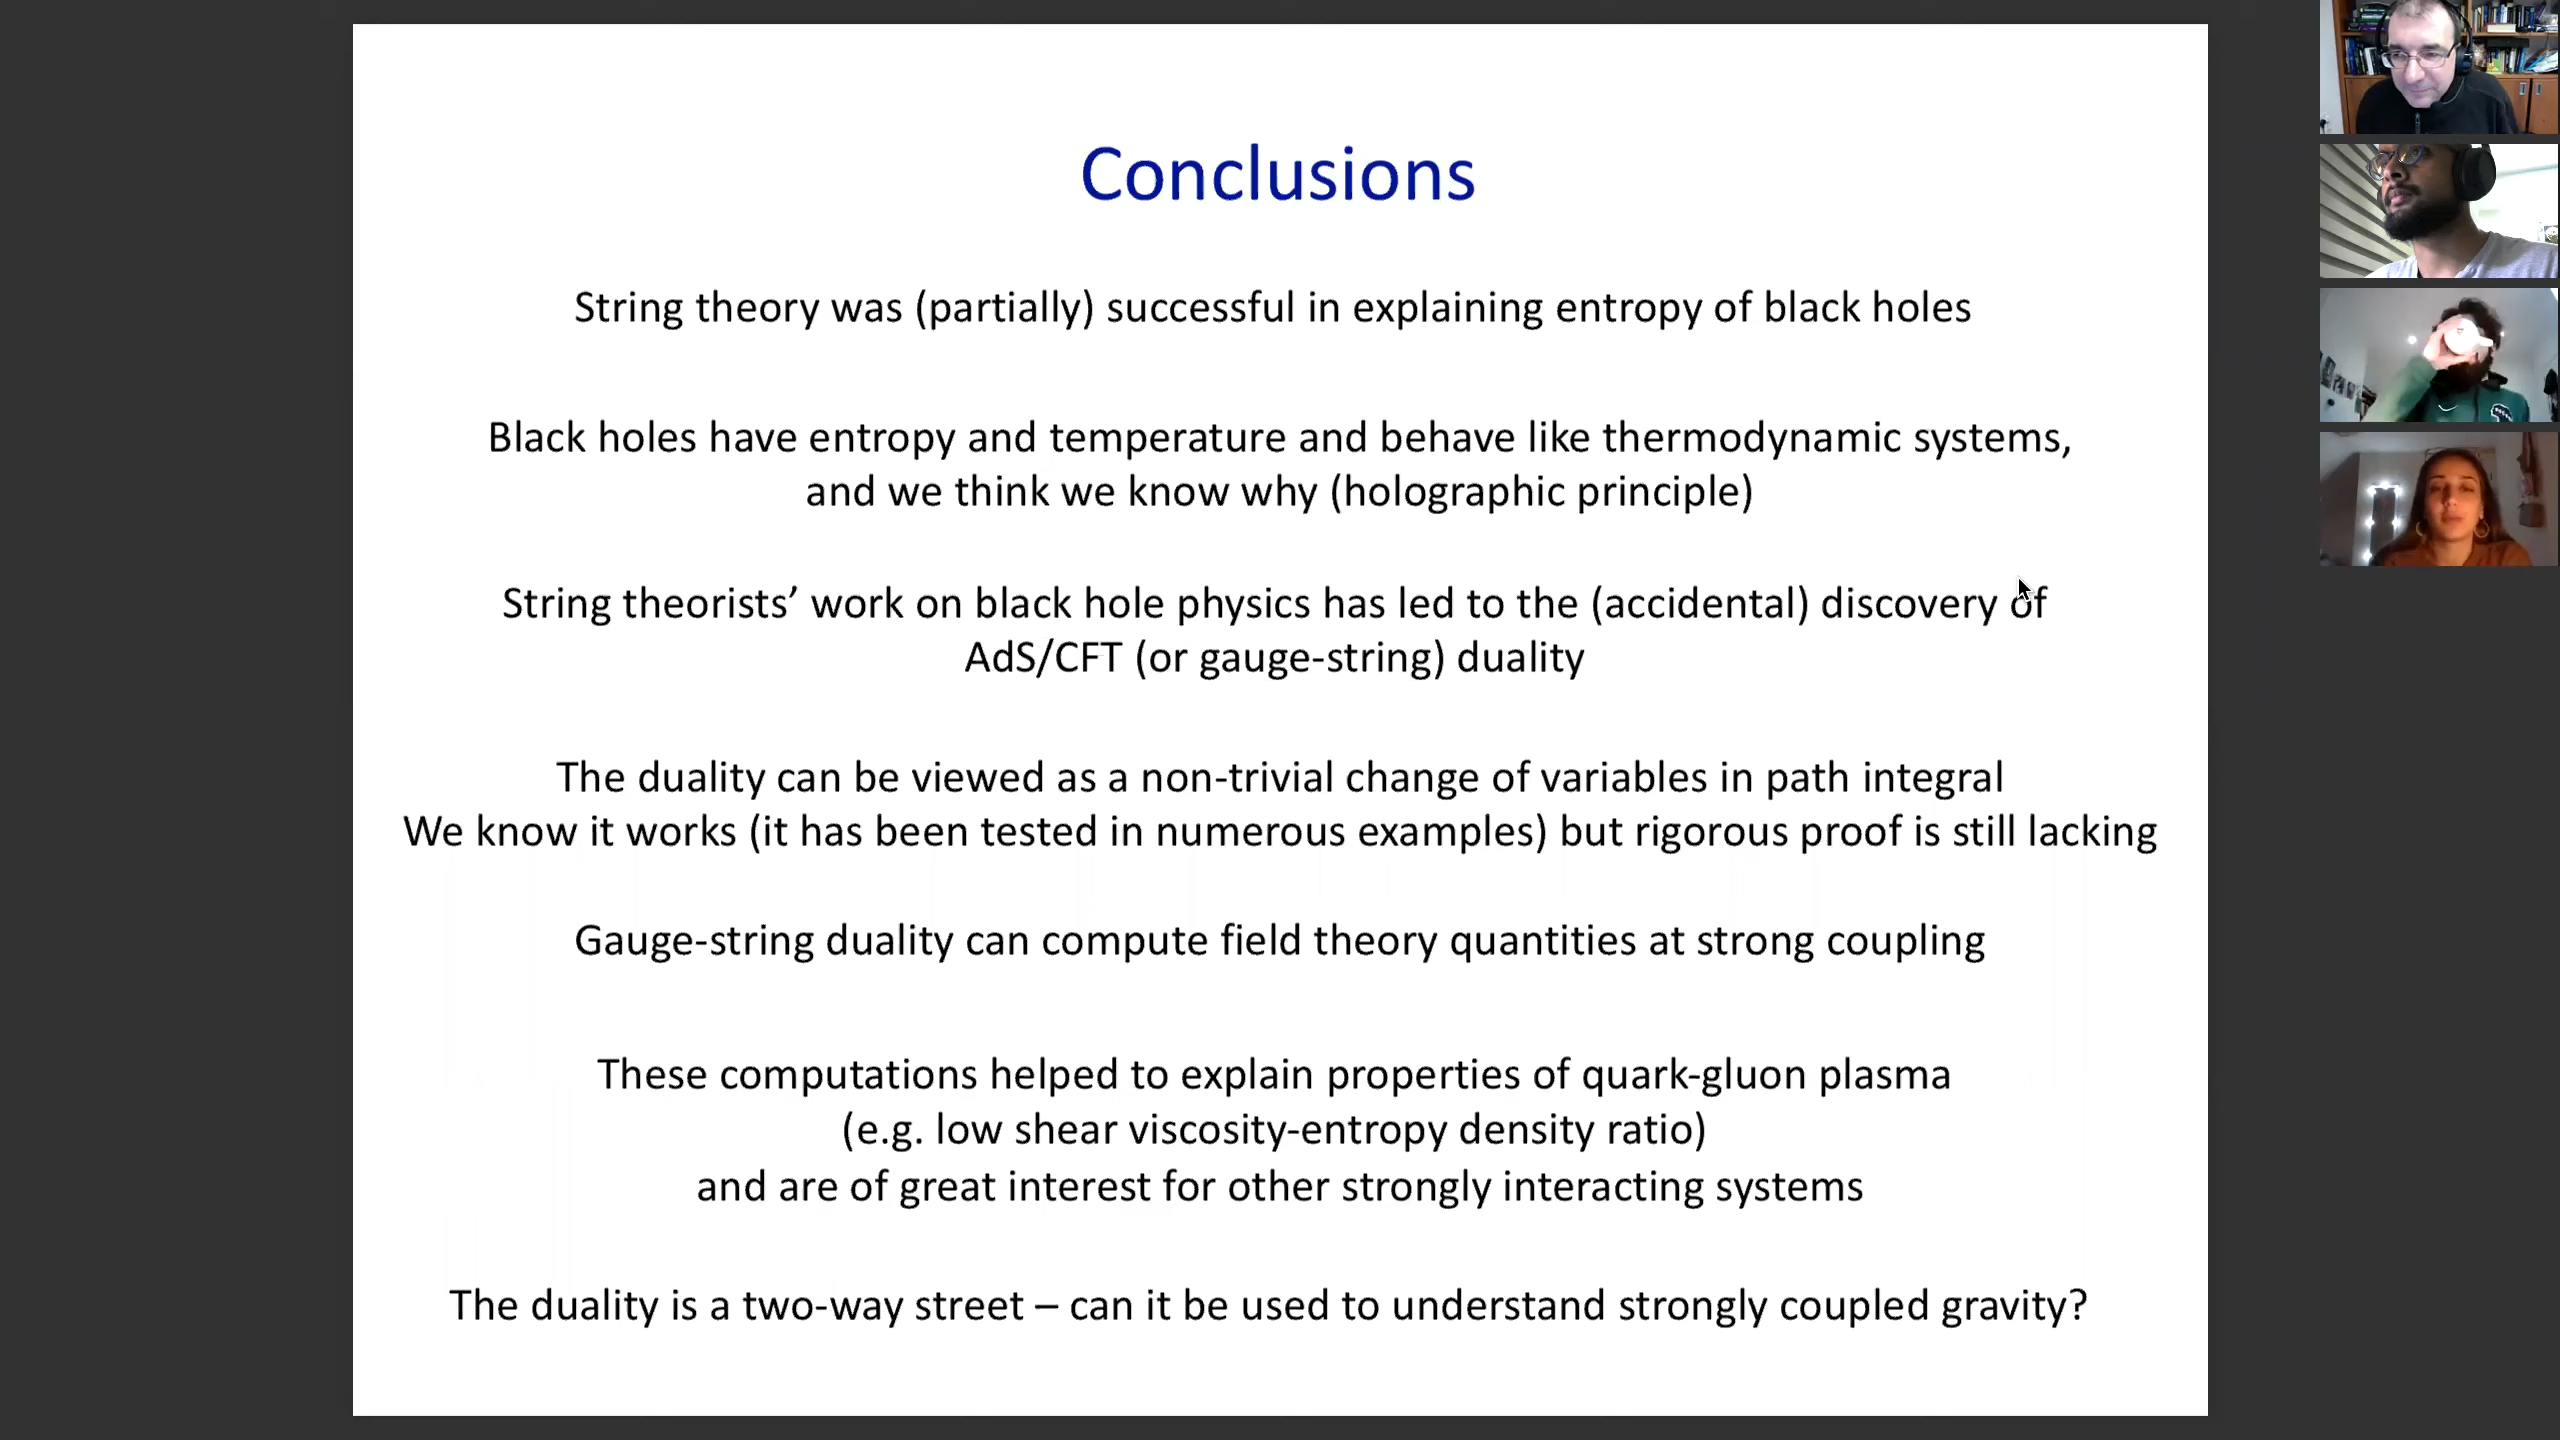 Conclusions
String theory was (partially) successful in explaining entropy of black holes
Black holes have entropy and temperature and behave like thermodynamic systems,
and we think we know why (holographic principle)
String theorists’ work on black hole physics has led to the (accidental) discovery of
AdS/CFT (or gauge-string) duality
The duality can be viewed as a non-trivial change of variables in path integral
We know it works (it has been tested in numerous examples) but rigorous proof is still lacking
Gauge-string duality can compute field theory quantities at strong coupling
These computations helped to explain properties of quark-gluon plasma
(e.g. low shear viscosity-entropy density ratio)
and are of great interest for other strongly interacting systems
The duality is a two-way street – can it be used to understand strongly coupled gravity?